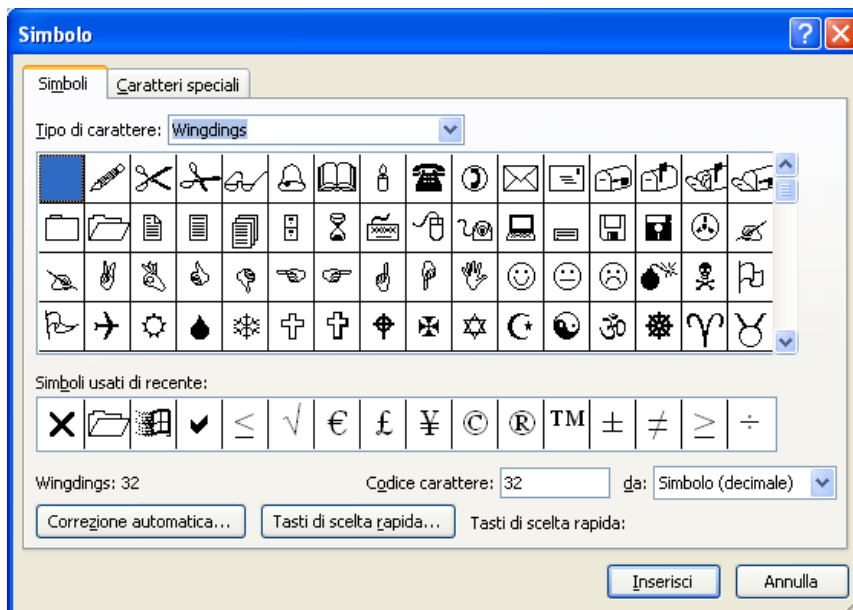 Simbolo
Simboli Caratteri speciali
Tipo di carattere: Wingdings
Simboli usati di recente:
≤ √ € £ ¥ © ® ™ ± ≠ ≥ ÷
Wingdings: 32 Codice carattere: 32 da: Simbolo (decimale)
Correzione automatica... Tasti di scelta rapida... Tasti di scelta rapida:
Inserisci Annulla